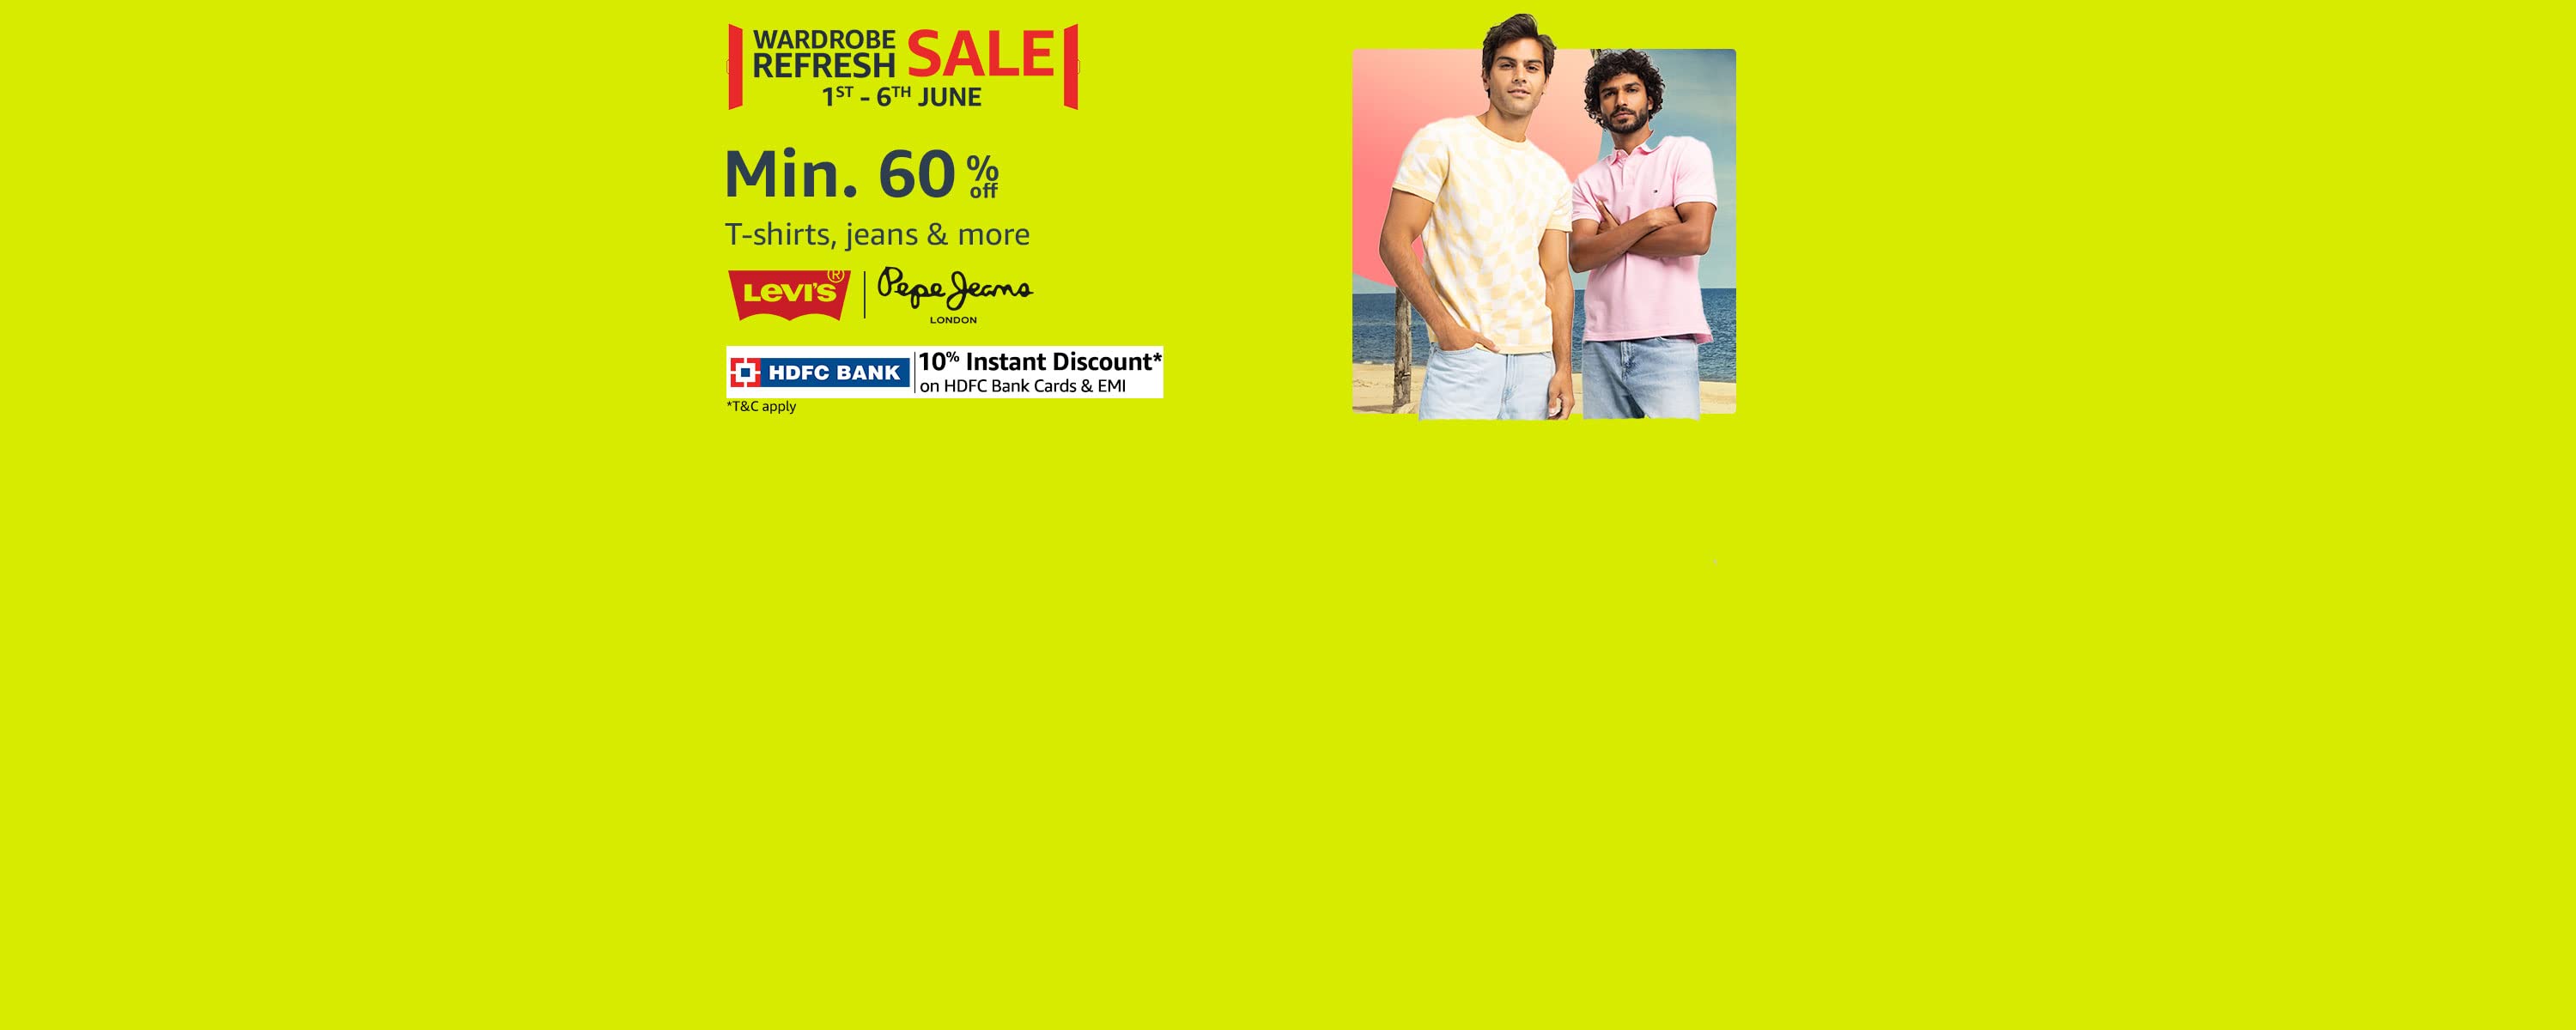 WARDROBE
REFRESH SALE
1ST - 6TH JUNE
Min. 60 % off
T-shirts, jeans & more
LEVI'S ® Pepe Jeans
LONDON
HDFC BANK 10% Instant Discount*
on HDFC Bank Cards & EMI
*T&C apply